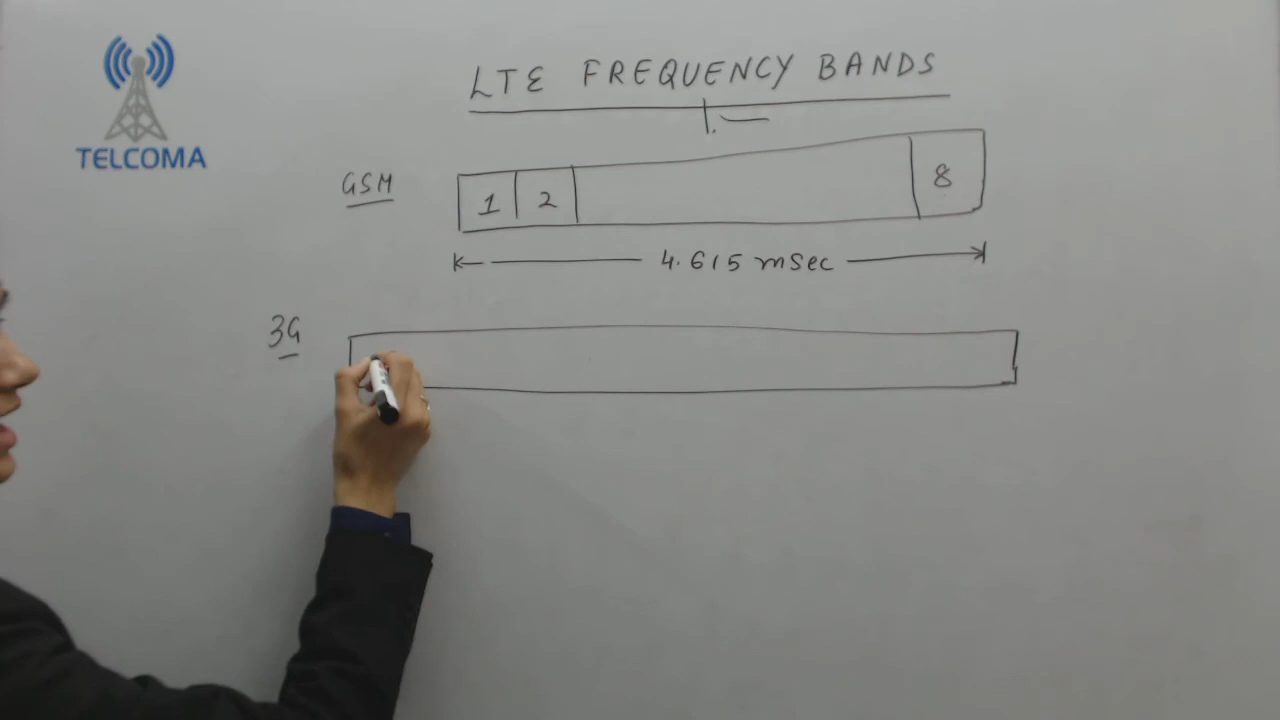 LTE FREQUENCY BANDS
TELCOMA
GSM
1 2 8
4.615 msec
3G